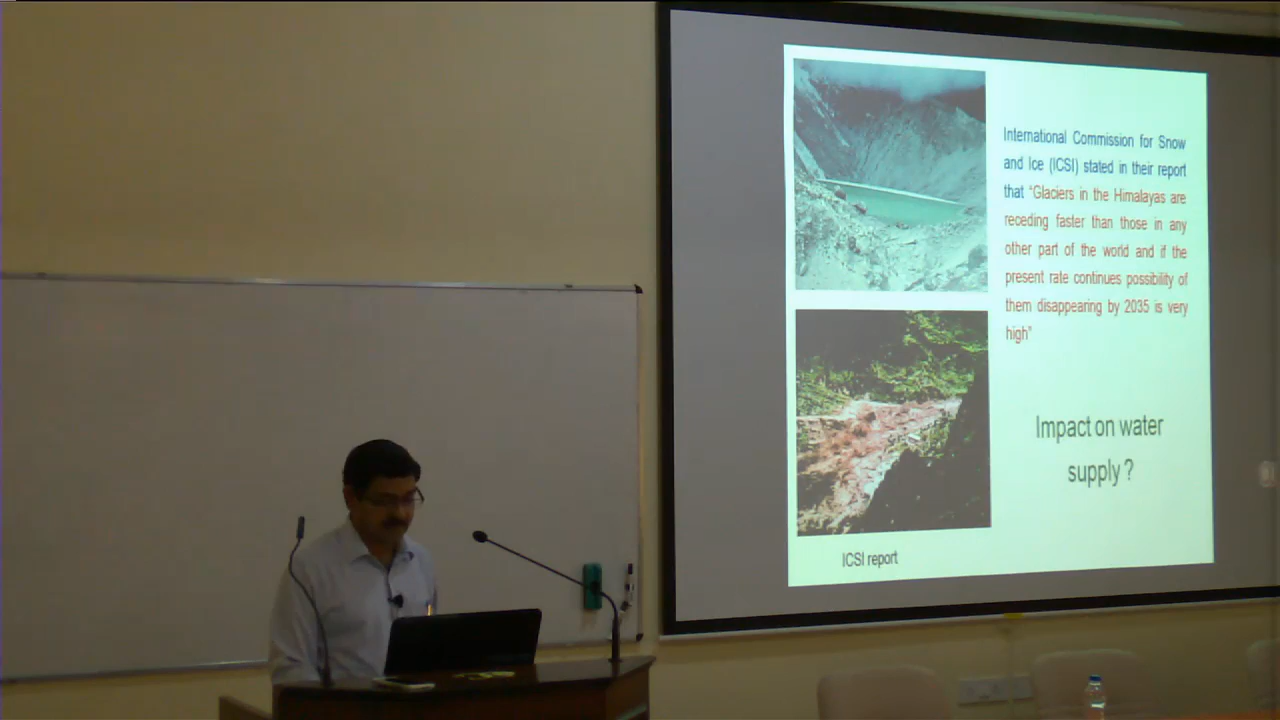 International Commission for Snow
and Ice (ICSI) stated in their report
that “Glaciers in the Himalayas are
receding faster than those in any
other part of the world and if the
present rate continues possibility of
them disappearing by 2035 is very
high”
Impact on water
supply ?
ICSI report